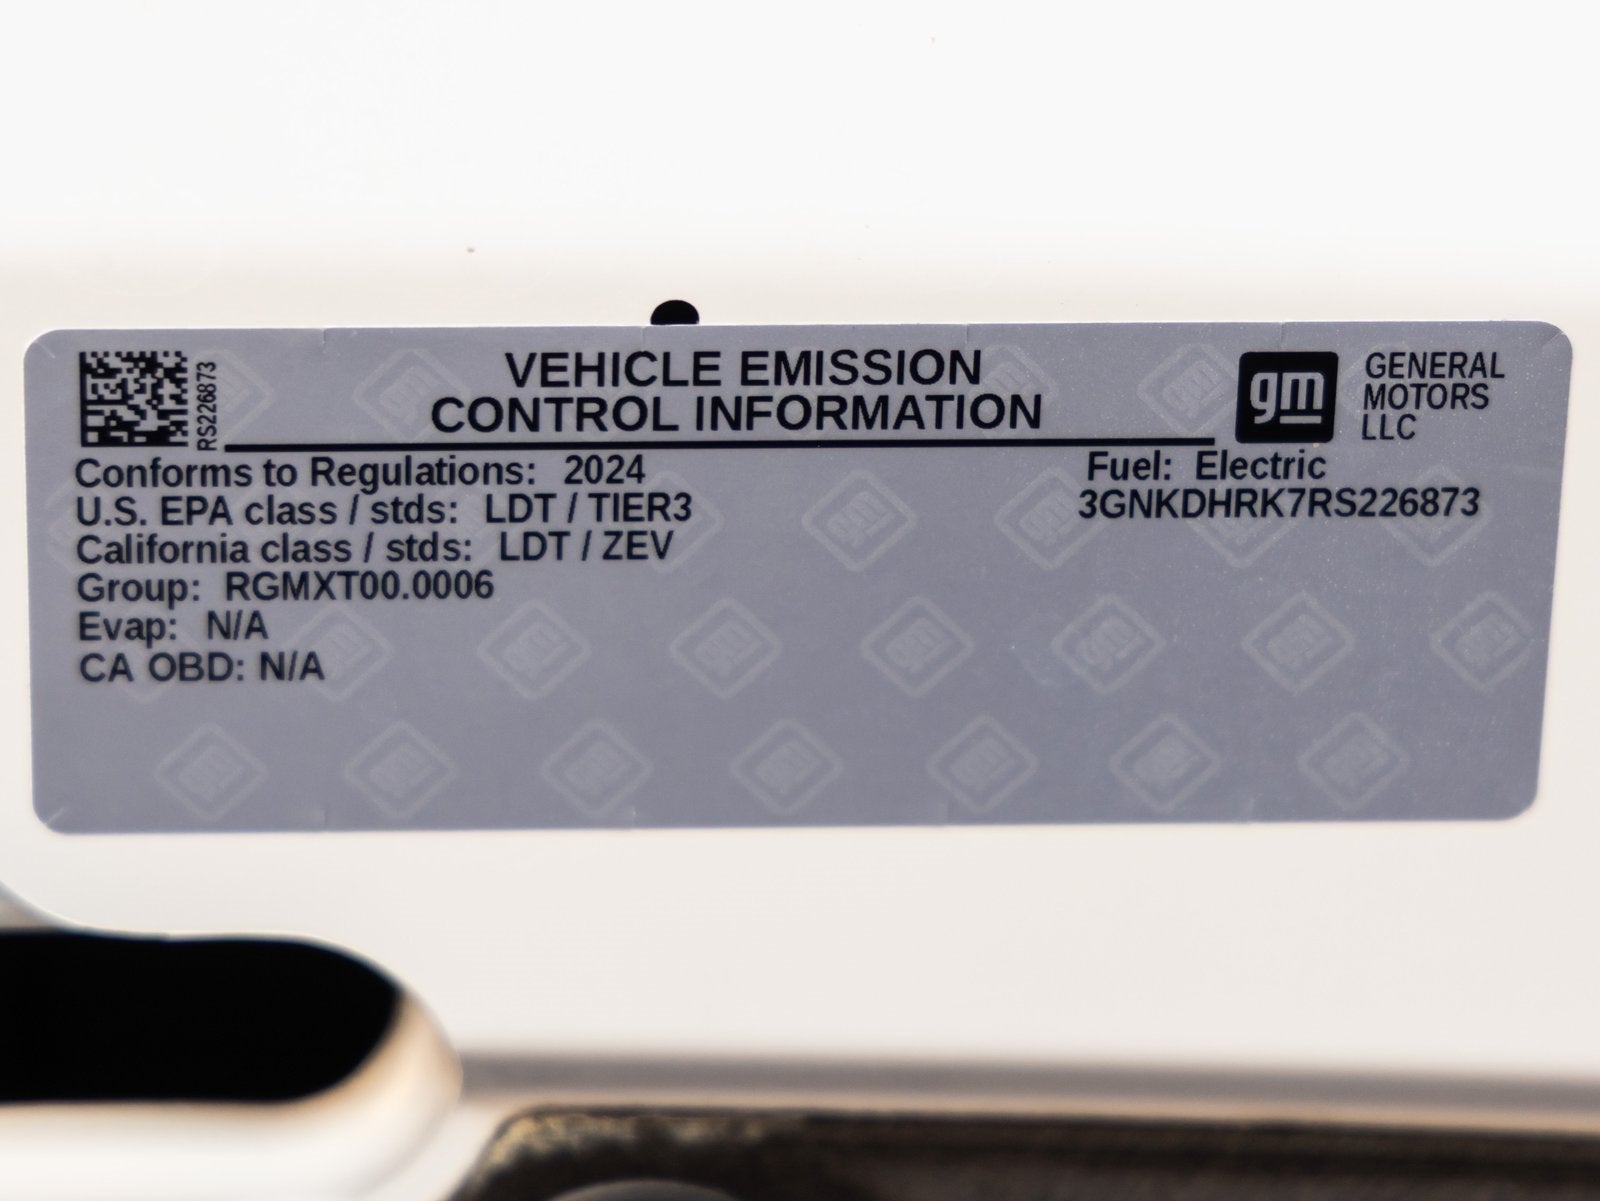 RS226873
VEHICLE EMISSION
CONTROL INFORMATION
gm
GENERAL
MOTORS
LLC
Conforms to Regulations: 2024
U.S. EPA class / stds: LDT / TIER3
California class / stds: LDT / ZEV
Group: RGMXT00.0006
Evap: N/A
CA OBD: N/A
Fuel: Electric
3GNKDHRK7RS226873